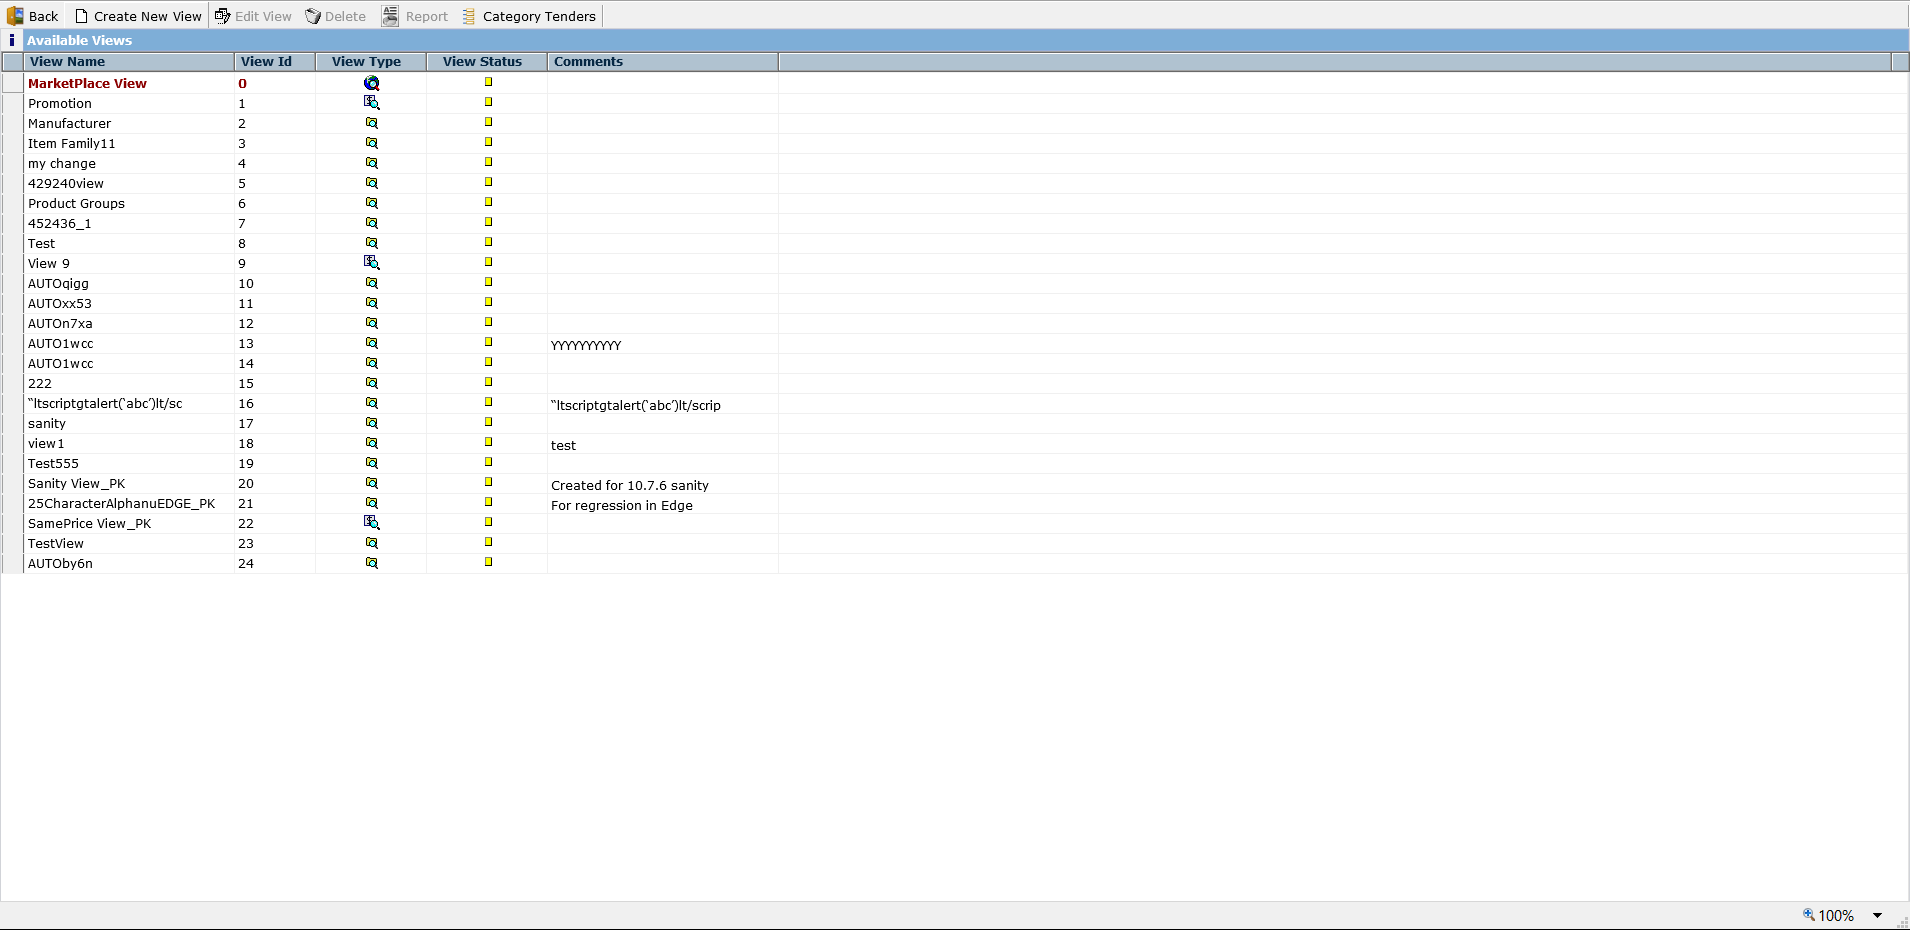 Back Create New View Edit View Delete Report Category Tenders
i Available Views
View Name View Id View Type View Status Comments
MarketPlace View 0
Promotion 1
Manufacturer 2
Item Family11 3
my change 4
429240view 5
Product Groups 6
452436_1 7
Test 8
View 9 9
AUTOqigg 10
AUTOxx53 11
AUTOn7xa 12
AUTO1wcc 13 YYYYYYYYYY
AUTO1wcc 14
222 15
“ltscriptgtalert(‘abc’)lt/sc 16 “ltscriptgtalert(‘abc’)lt/scrip
sanity 17
view1 18 test
Test555 19
Sanity View_PK 20 Created for 10.7.6 sanity
25CharacterAlphanuEDGE_PK 21 For regression in Edge
SamePrice View_PK 22
TestView 23
AUTOby6n 24
100%